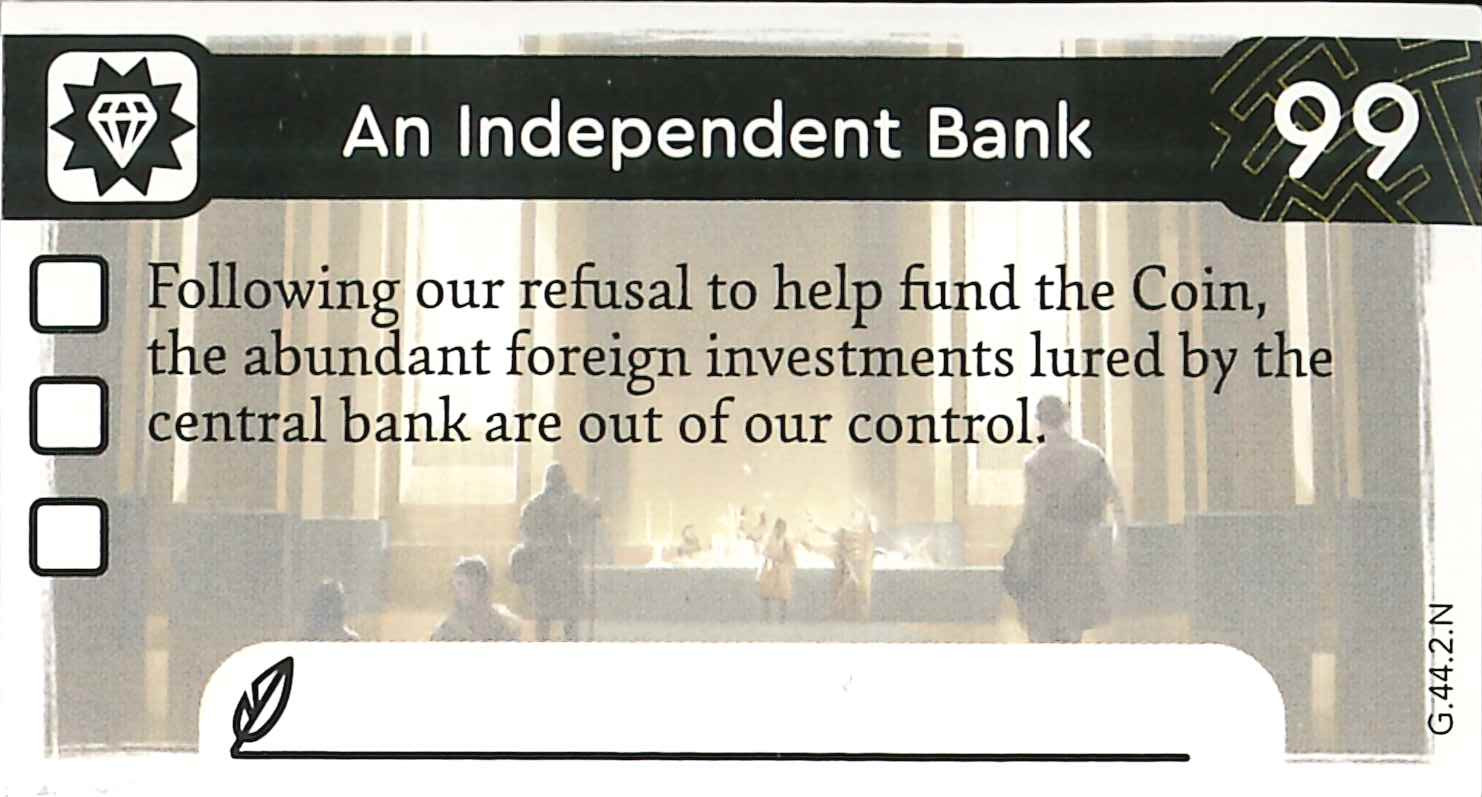 An Independent Bank
99
Following our refusal to help fund the Coin,
the abundant foreign investments lured by the
central bank are out of our control.
G.44.2.N